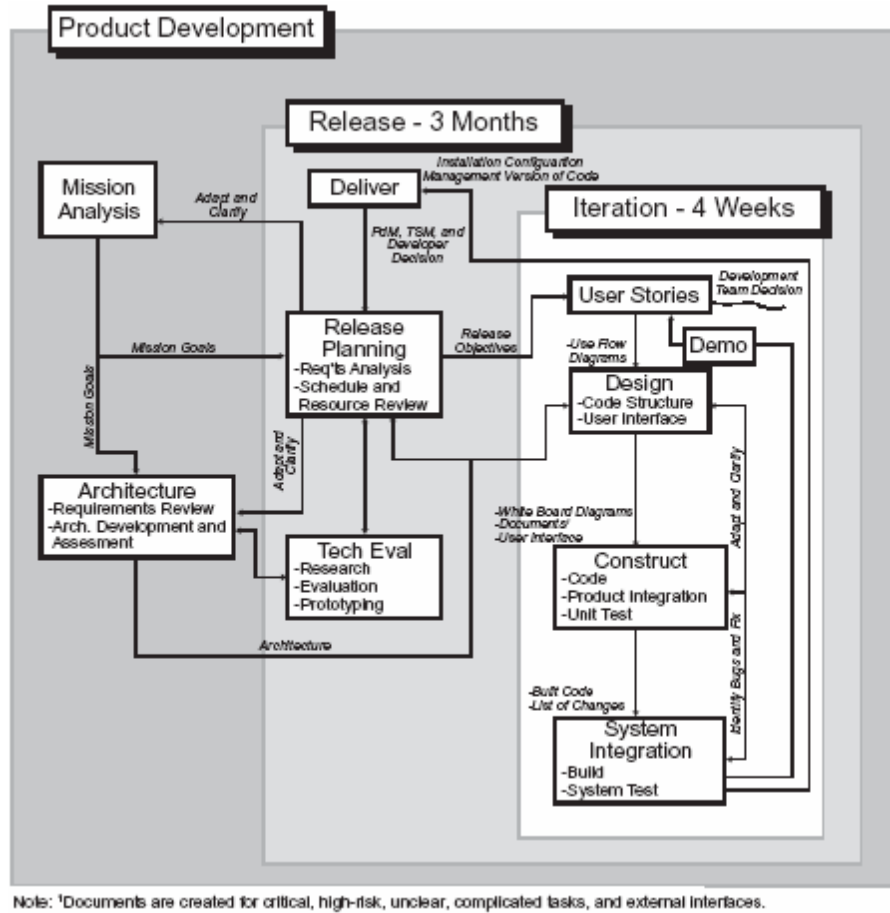 Product Development
Release - 3 Months
Mission
Analysis
Adapt and
Clarify
Deliver
Installation Configuartion
Management Version of Code
Iteration - 4 Weeks
PdM, TSM, and
Developer
Decision
User Stories
Development
Team Decision
Release
Planning
-Req'ts Analysis
-Schedule and
Resource Review
Mission Goals
Release
Objectives
-Use Flow
Diagrams
Demo
Mission Goals
Design
-Code Structure
-User Interface
Adapt and
Clarify
Adapt and Clarify
Architecture
-Requirements Review
-Arch. Development and
Assesment
-White Board Diagrams
-Documents/
User Interface
Tech Eval
-Research
-Evaluation
-Prototyping
Construct
-Code
-Product Integration
-Unit Test
Architecture
Identify Bugs and Fix
-Built Code
-List of Changes
System
Integration
-Build
-System Test
Note: ¹Documents are created for critical, high-risk, unclear, complicated tasks, and external interfaces.